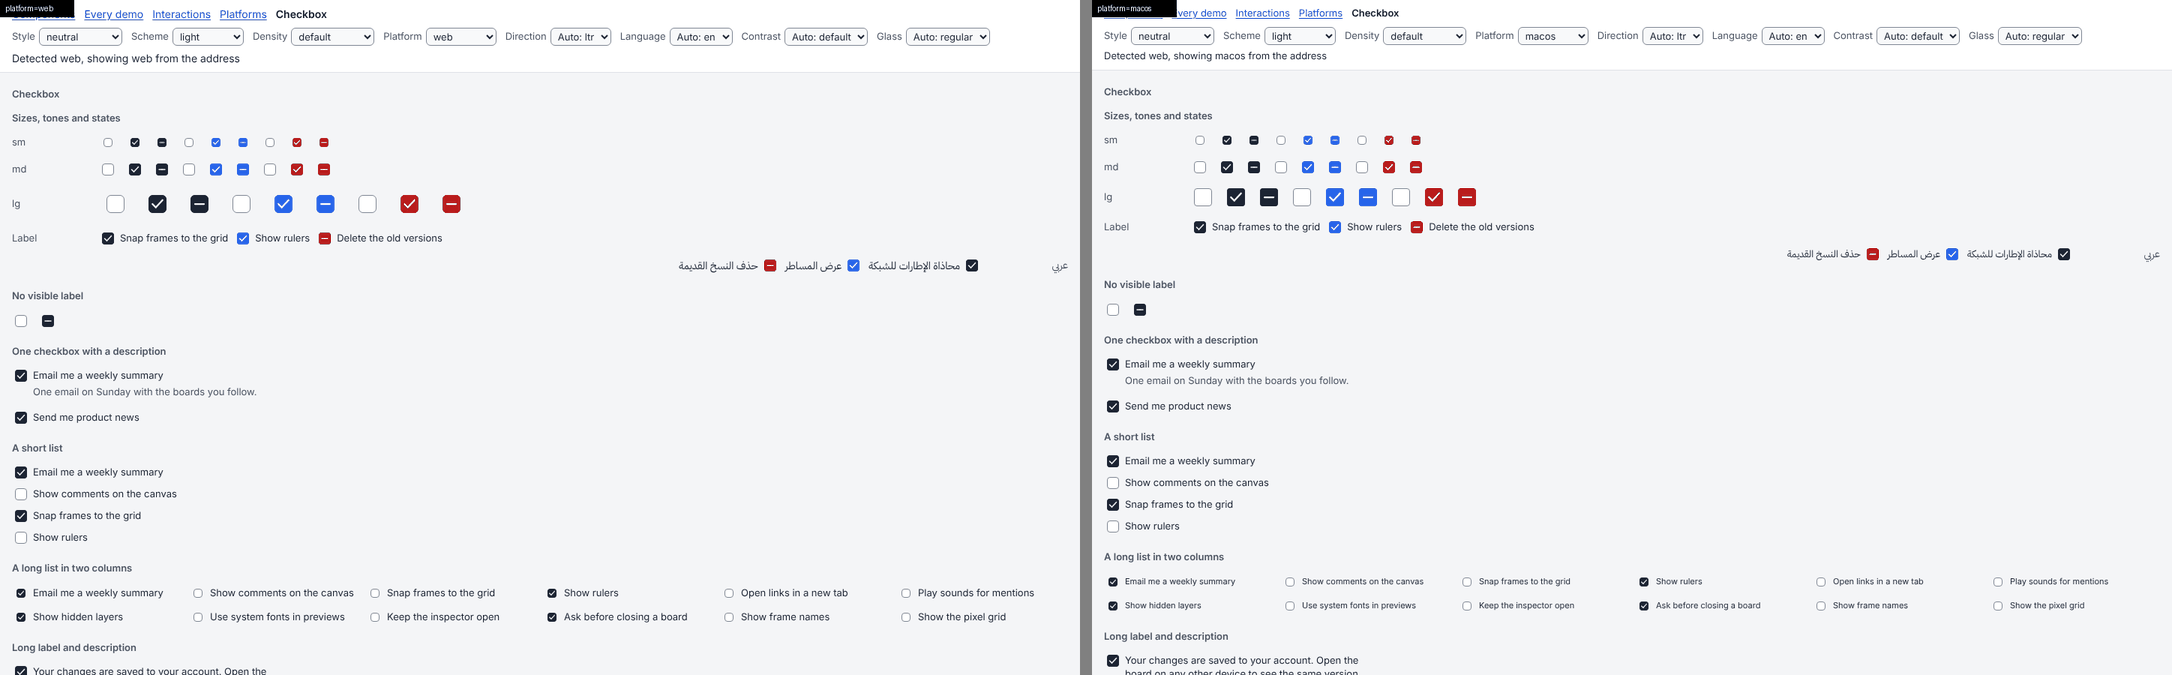 platform=web
Every demo Interactions Platforms Checkbox
Style neutral Scheme light Density default Platform web Direction Auto: ltr Language Auto: en Contrast Auto: default Glass Auto: regular
Detected web, showing web from the address
Checkbox
Sizes, tones and states
sm
md
lg
Label Snap frames to the grid Show rulers Delete the old versions
عربي محاذاة الإطارات للشبكة عرض المساطر حذف النسخ القديمة
No visible label
One checkbox with a description
Email me a weekly summary
One email on Sunday with the boards you follow.
Send me product news
A short list
Email me a weekly summary
Show comments on the canvas
Snap frames to the grid
Show rulers
A long list in two columns
Email me a weekly summary Show comments on the canvas Snap frames to the grid Show rulers Open links in a new tab Play sounds for mentions
Show hidden layers Use system fonts in previews Keep the inspector open Ask before closing a board Show frame names Show the pixel grid
Long label and description
Your changes are saved to your account. Open the
platform=macos
Every demo Interactions Platforms Checkbox
Style neutral Scheme light Density default Platform macos Direction Auto: ltr Language Auto: en Contrast Auto: default Glass Auto: regular
Detected web, showing macos from the address
Checkbox
Sizes, tones and states
sm
md
lg
Label Snap frames to the grid Show rulers Delete the old versions
عربي محاذاة الإطارات للشبكة عرض المساطر حذف النسخ القديمة
No visible label
One checkbox with a description
Email me a weekly summary
One email on Sunday with the boards you follow.
Send me product news
A short list
Email me a weekly summary
Show comments on the canvas
Snap frames to the grid
Show rulers
A long list in two columns
Email me a weekly summary Show comments on the canvas Snap frames to the grid Show rulers Open links in a new tab Play sounds for mentions
Show hidden layers Use system fonts in previews Keep the inspector open Ask before closing a board Show frame names Show the pixel grid
Long label and description
Your changes are saved to your account. Open the
board on any other device to see the same version